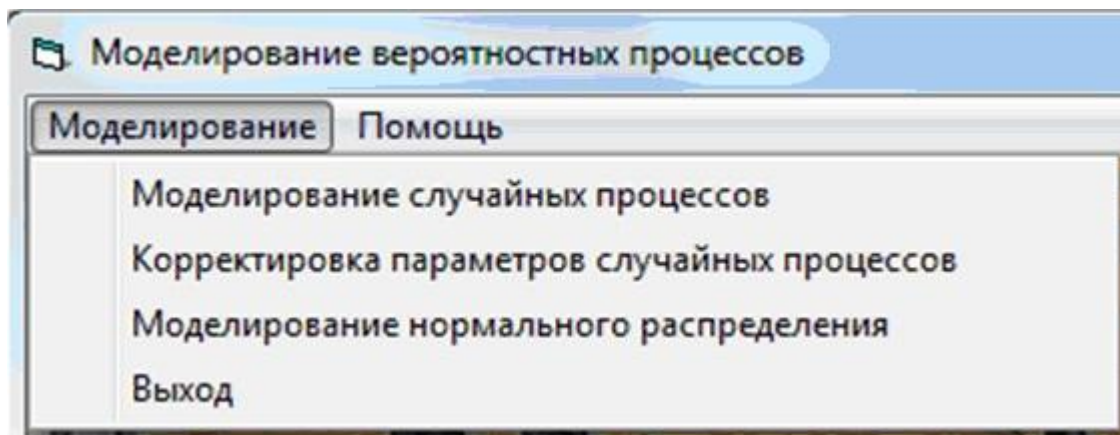 Моделирование вероятностных процессов
Моделирование Помощь
Моделирование случайных процессов
Корректировка параметров случайных процессов
Моделирование нормального распределения
Выход